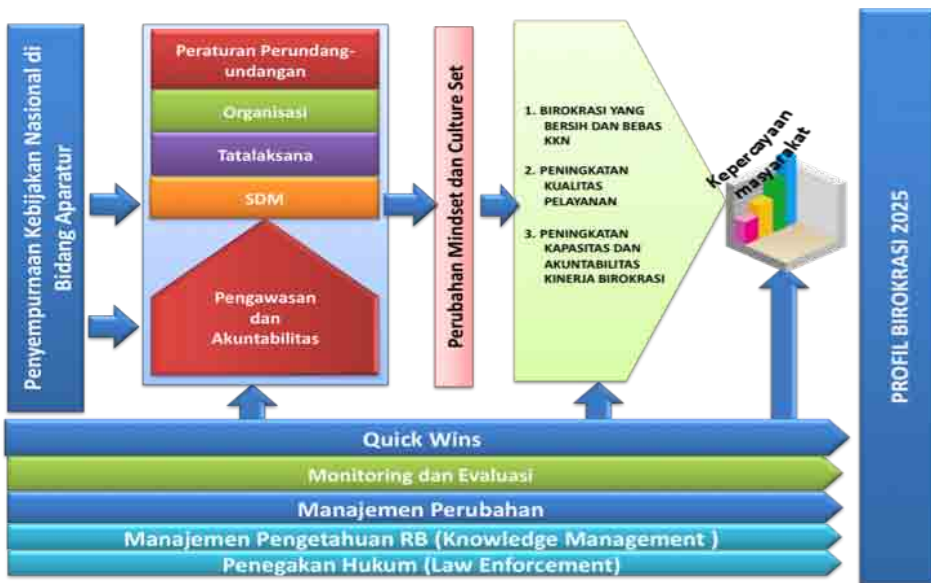 Penyempurnaan Kebijakan Nasional di
Bidang Aparatur
Peraturan Perundang-
undangan
Organisasi
Tatalaksana
SDM
Pengawasan
dan
Akuntabilitas
Perubahan Mindset dan Culture Set
1. BIROKRASI YANG
BERSIH DAN BEBAS
KKN
2. PENINGKATAN
KUALITAS
PELAYANAN
3. PENINGKATAN
KAPASITAS DAN
AKUNTABILITAS
KINERJA BIROKRASI
Kepercayaan
masyarakat
PROFIL BIROKRASI 2025
Quick Wins
Monitoring dan Evaluasi
Manajemen Perubahan
Manajemen Pengetahuan RB (Knowledge Management )
Penegakan Hukum (Law Enforcement)